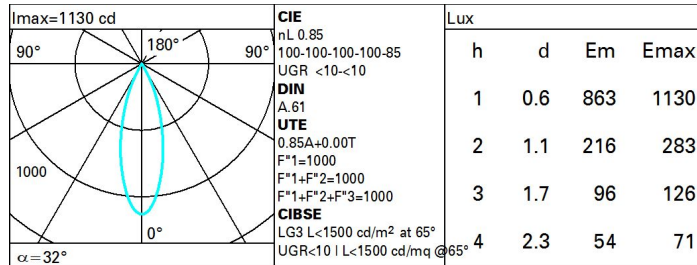 Imax=1130 cd
90°
180°
90°
1000
0°
α=32°
CIE
nL 0.85
100-100-100-100-85
UGR <10-<10
DIN
A.61
UTE
0.85A+0.00T
F"1=1000
F"1+F"2=1000
F"1+F"2+F"3=1000
CIBSE
LG3 L<1500 cd/m² at 65°
UGR<10 | L<1500 cd/mq @65°
Lux
h d Em Emax
1 0.6 863 1130
2 1.1 216 283
3 1.7 96 126
4 2.3 54 71